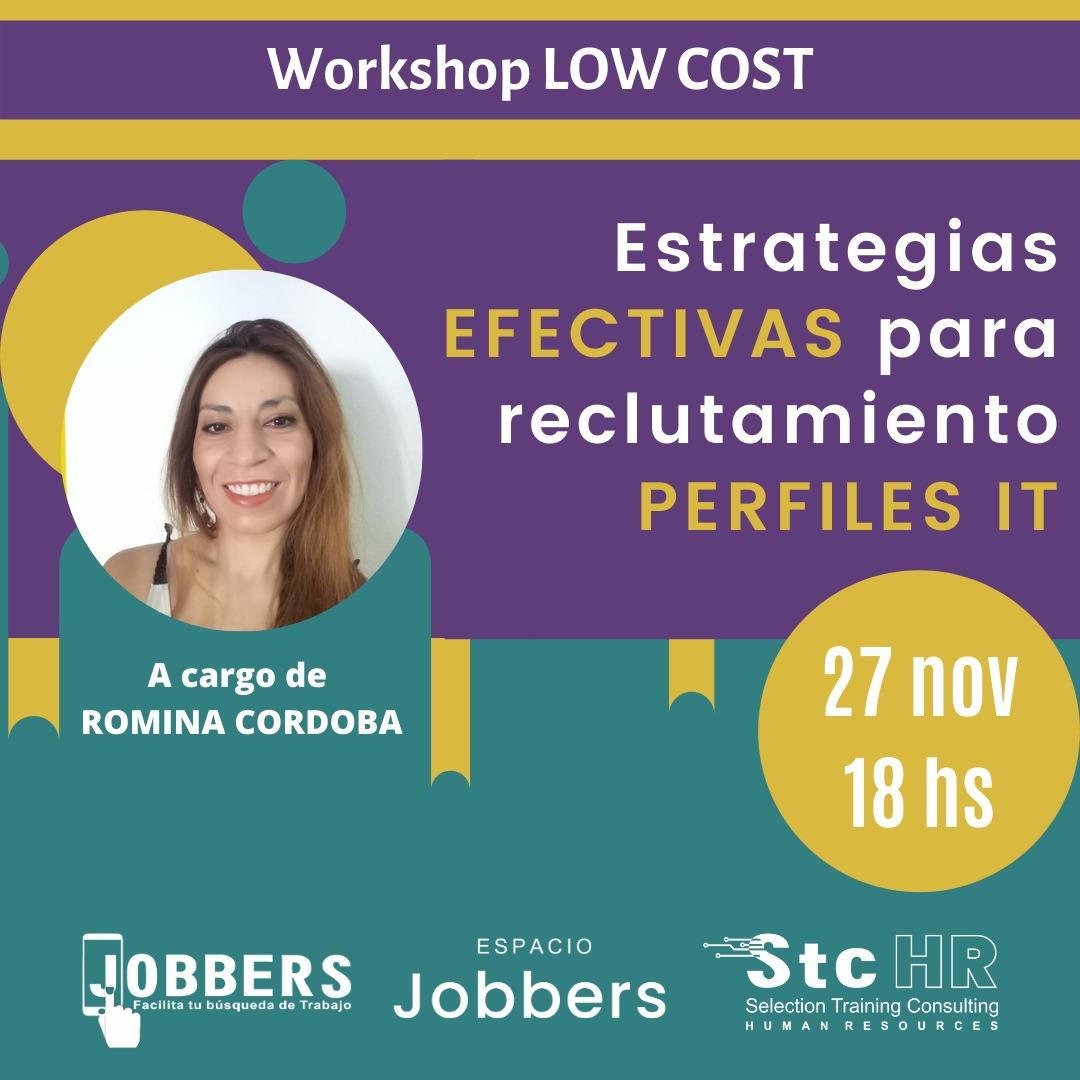 Workshop LOW COST
Estrategias
EFECTIVAS para
reclutamiento
PERFILES IT
A cargo de
ROMINA CORDOBA
27 nov
18 hs
JOBBERS
Facilita tu búsqueda de Trabajo
ESPACIO
Jobbers
Stc HR
Selection Training Consulting
HUMAN RESOURCES